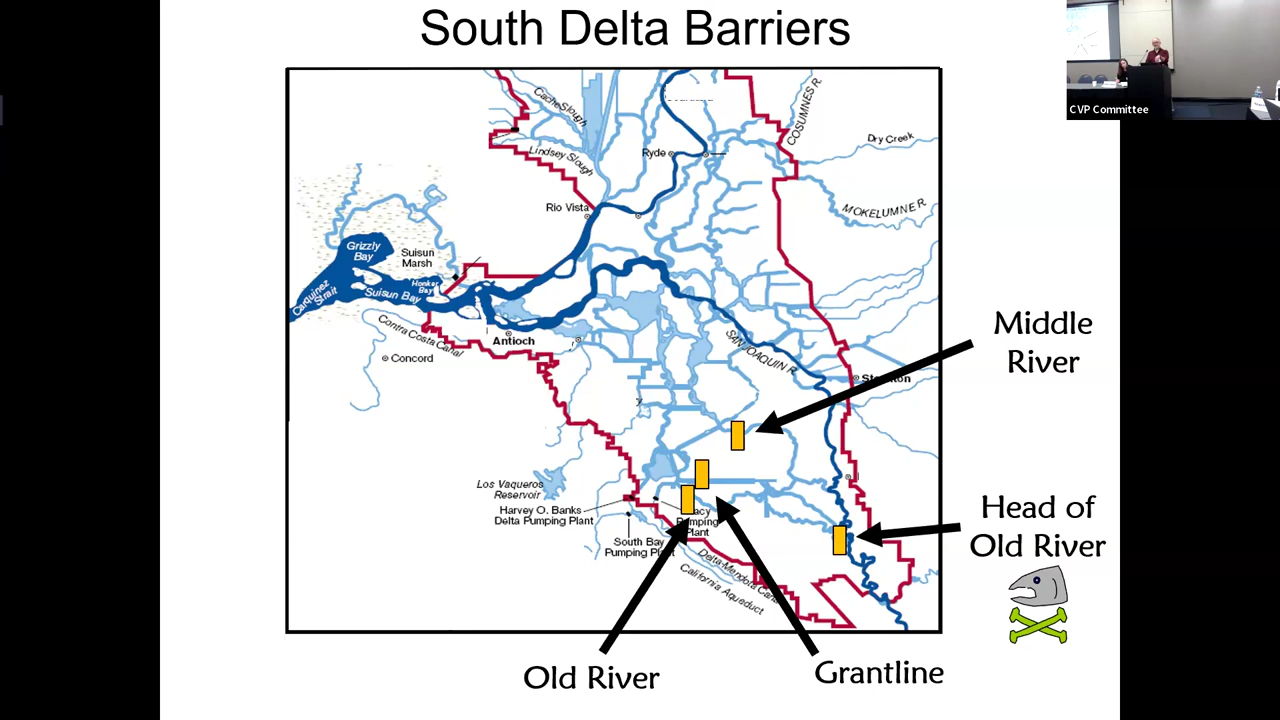 South Delta Barriers
CVP Committee
Cache Slough
COSUMNES R.
Dry Creek
Lindsey Slough
Ryde
Rio Vista
MOKELUMNE R.
Grizzly
Bay
Suisun
Marsh
Honker
Bay
Carquinez
Strait
Suisun Bay
Contra Costa Canal
Antioch
Concord
SAN JOAQUIN R.
Middle
River
Los Vaqueros
Reservoir
Harvey O. Banks
Delta Pumping Plant
Pumping
Plant
South Bay
Pumping Plant
Delta-Mendota Canal
California Aqueduct
Head of
Old River
Old River
Grantline